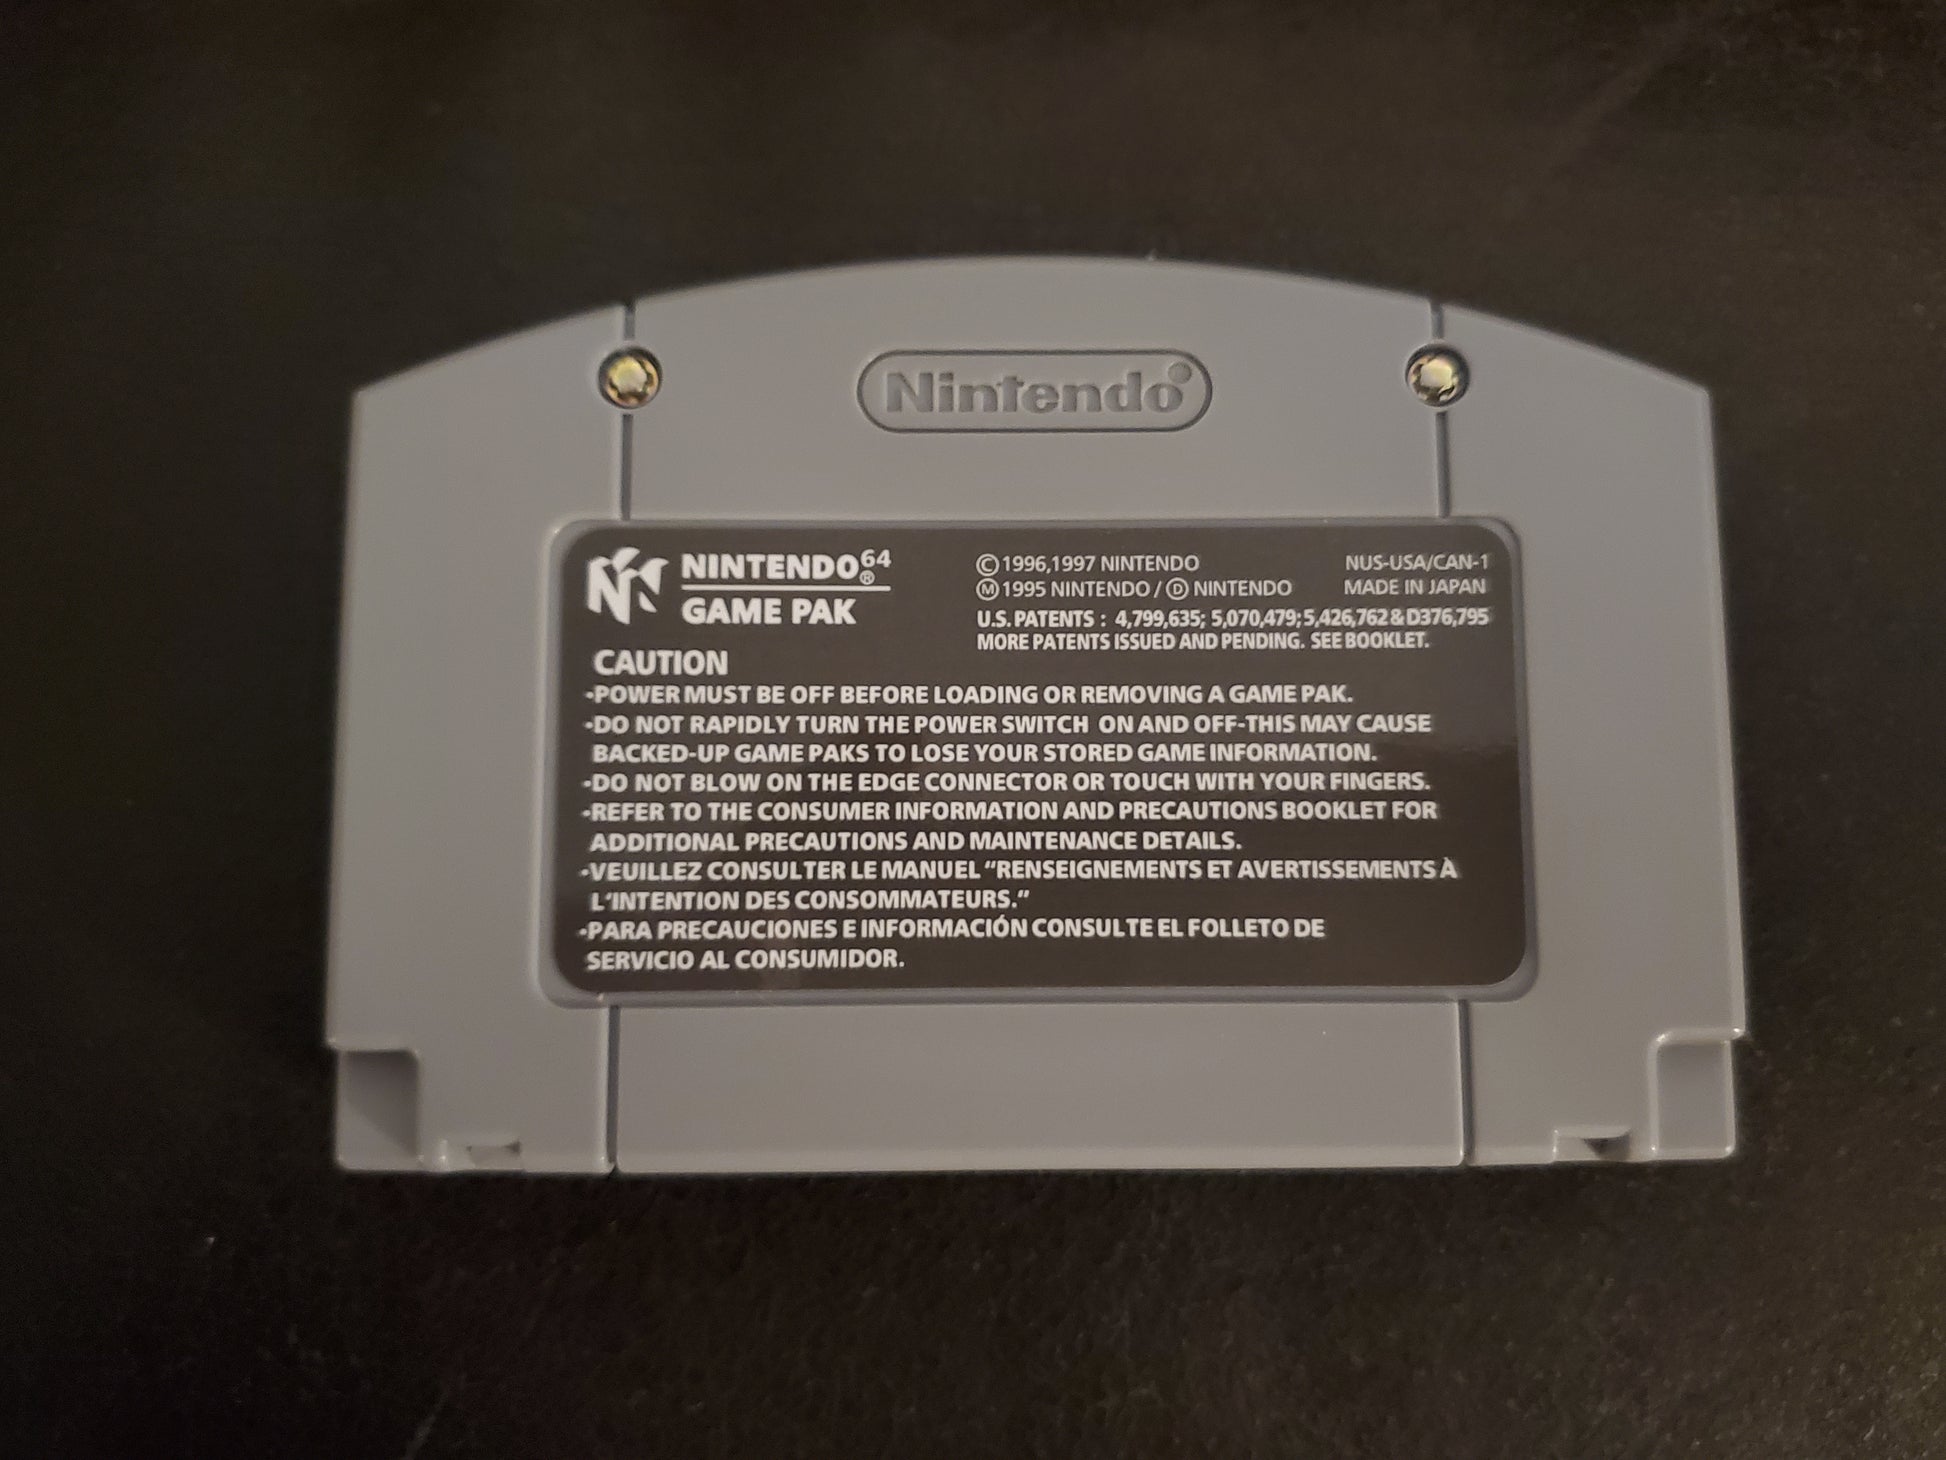 Nintendo®
NINTENDO64®
GAME PAK
©1996,1997 NINTENDO
Ⓜ1995 NINTENDO / Ⓓ NINTENDO
NUS-USA/CAN-1
MADE IN JAPAN
U.S. PATENTS : 4,799,635; 5,070,479; 5,426,762 & D376,795
MORE PATENTS ISSUED AND PENDING. SEE BOOKLET.
CAUTION
•POWER MUST BE OFF BEFORE LOADING OR REMOVING A GAME PAK.
•DO NOT RAPIDLY TURN THE POWER SWITCH ON AND OFF-THIS MAY CAUSE
BACKED-UP GAME PAKS TO LOSE YOUR STORED GAME INFORMATION.
•DO NOT BLOW ON THE EDGE CONNECTOR OR TOUCH WITH YOUR FINGERS.
•REFER TO THE CONSUMER INFORMATION AND PRECAUTIONS BOOKLET FOR
ADDITIONAL PRECAUTIONS AND MAINTENANCE DETAILS.
•VEUILLEZ CONSULTER LE MANUEL “RENSEIGNEMENTS ET AVERTISSEMENTS À
L'INTENTION DES CONSOMMATEURS.”
•PARA PRECAUCIONES E INFORMACIÓN CONSULTE EL FOLLETO DE
SERVICIO AL CONSUMIDOR.